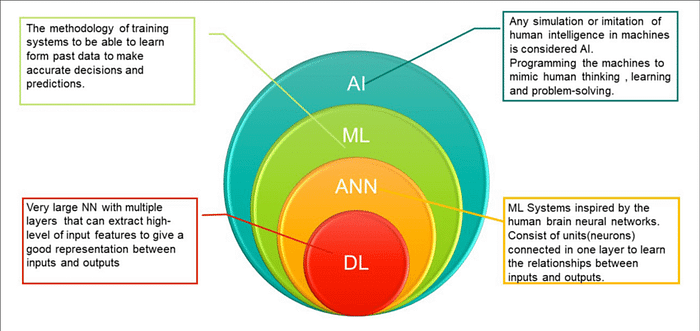 The methodology of training
systems to be able to learn
form past data to make
accurate decisions and
predictions.
Any simulation or imitation of
human intelligence in machines
is considered AI.
Programming the machines to
mimic human thinking , learning
and problem-solving.
AI
ML
ANN
DL
Very large NN with multiple
layers that can extract high-
level of input features to give a
good representation between
inputs and outputs
ML Systems inspired by the
human brain neural networks.
Consist of units(neurons)
connected in one layer to learn
the relationships between
inputs and outputs.